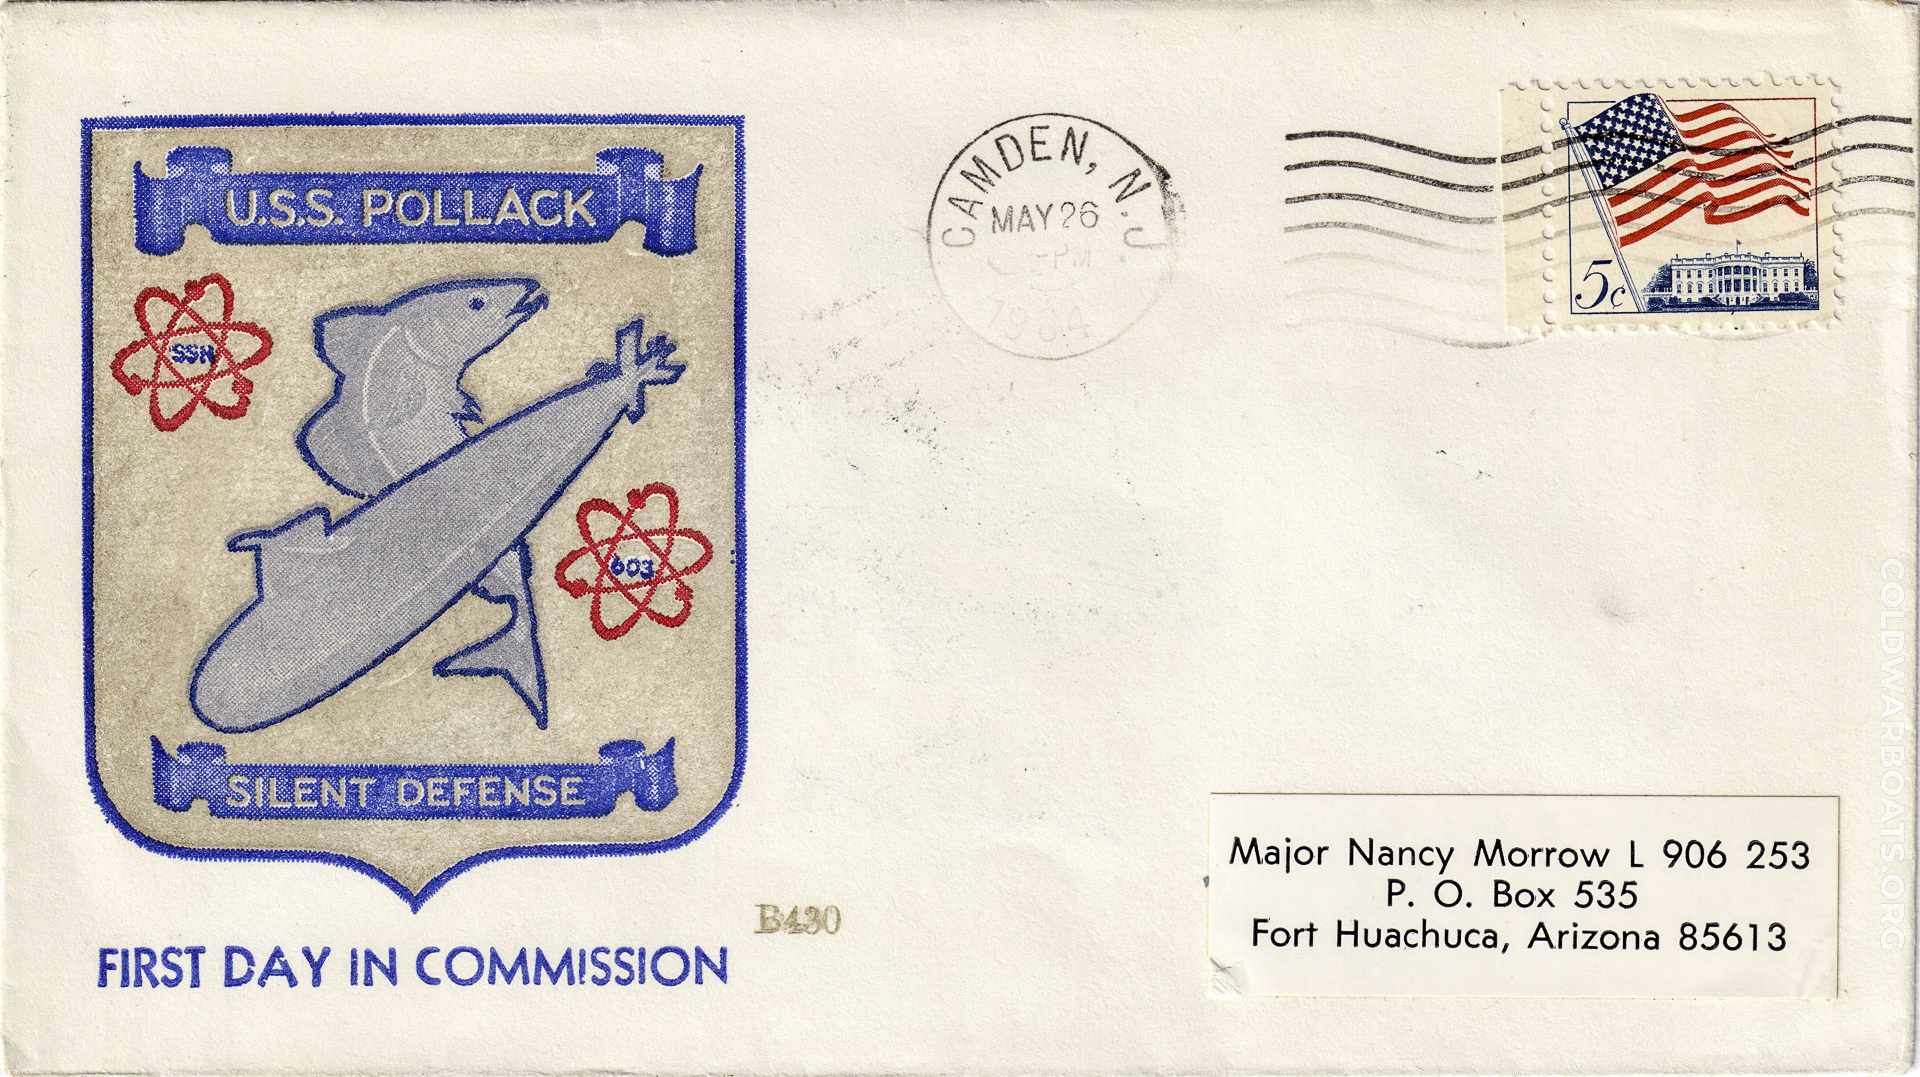 U.S.S. POLLACK
SSN
603
SILENT DEFENSE
FIRST DAY IN COMMISSION
B430
CAMDEN, N.J.
MAY 26
-PM
1964
5c
Major Nancy Morrow L 906 253
P. O. Box 535
Fort Huachuca, Arizona 85613
COLDWARBOATS.ORG